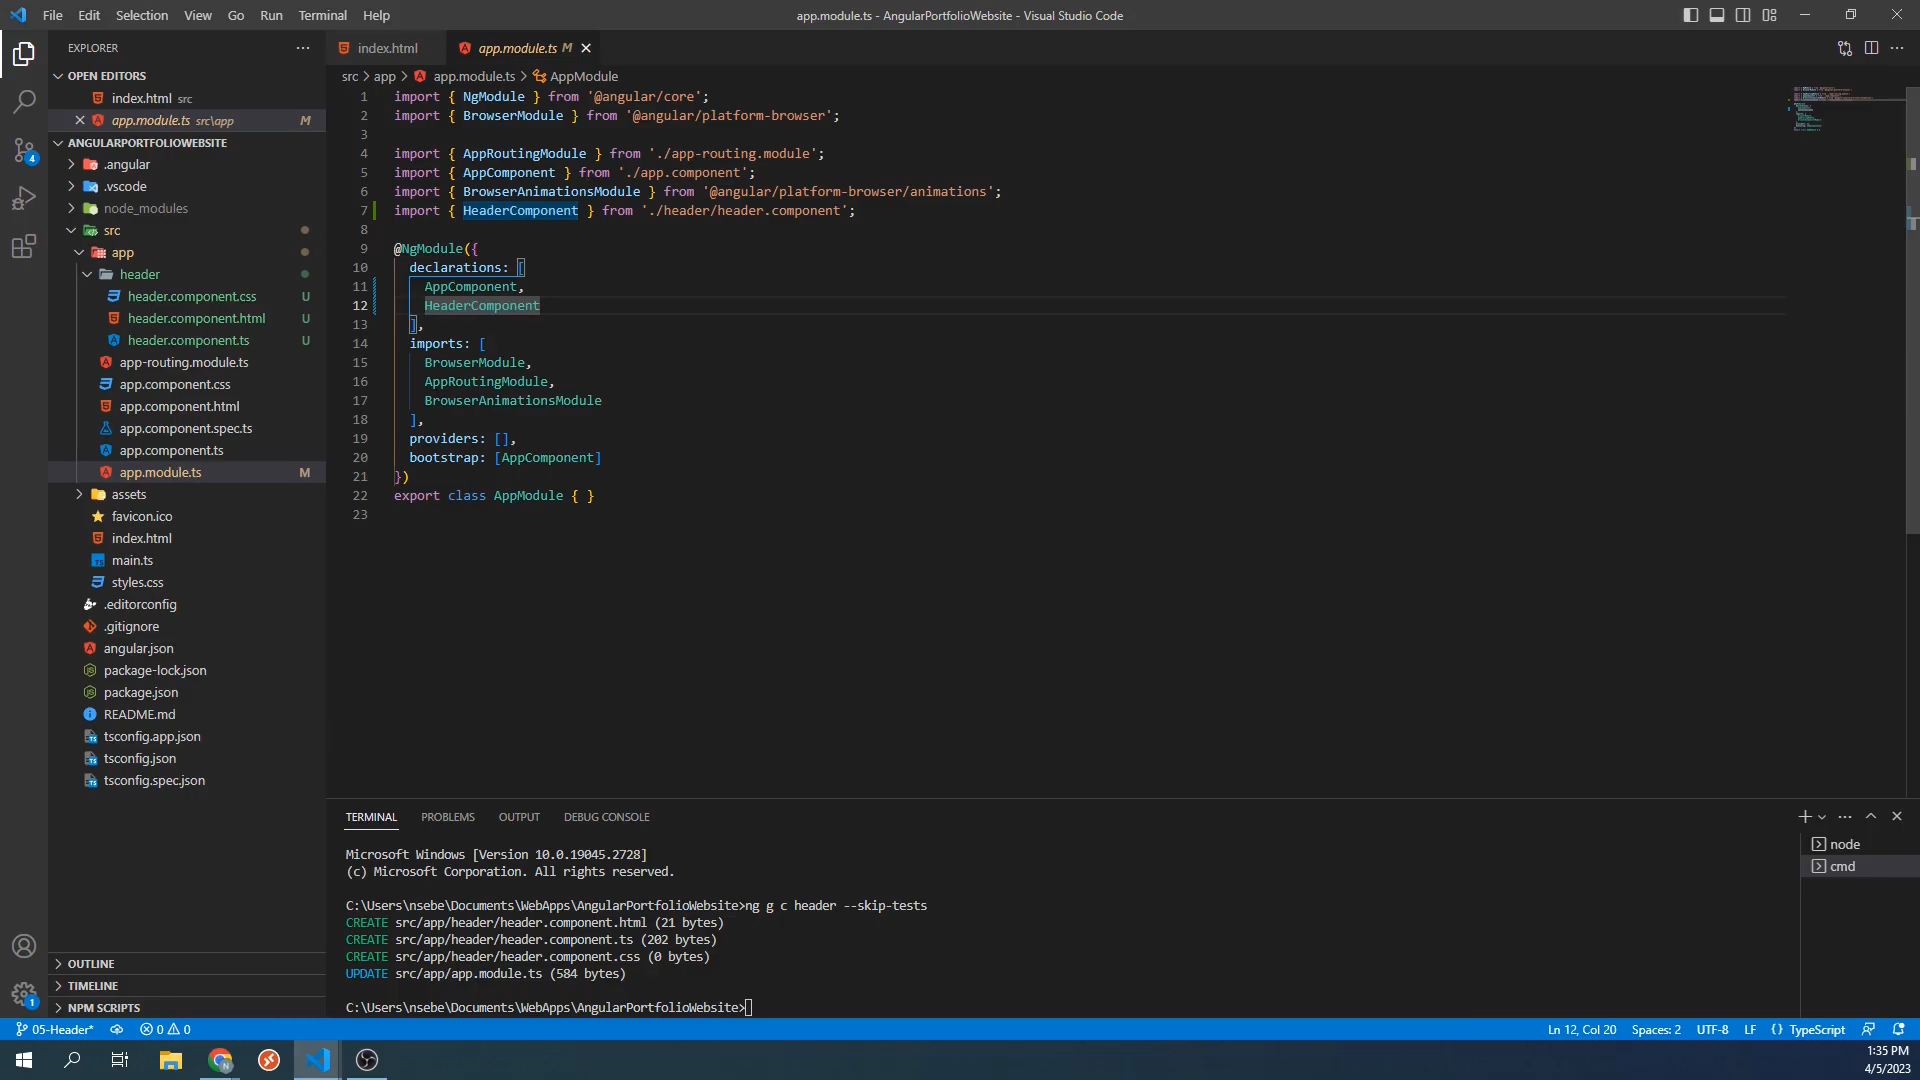 File Edit Selection View Go Run Terminal Help
app.module.ts - AngularPortfolioWebsite - Visual Studio Code
EXPLORER
OPEN EDITORS
index.html src
app.module.ts src\app M
ANGULARPORTFOLIOWEBSITE
.angular
.vscode
node_modules
src
app
header
header.component.css U
header.component.html U
header.component.ts U
app-routing.module.ts
app.component.css
app.component.html
app.component.spec.ts
app.component.ts
app.module.ts M
assets
favicon.ico
index.html
main.ts
styles.css
.editorconfig
.gitignore
angular.json
package-lock.json
package.json
README.md
tsconfig.app.json
tsconfig.json
tsconfig.spec.json
OUTLINE
TIMELINE
NPM SCRIPTS
4
1
index.html
app.module.ts M
src > app > app.module.ts > AppModule
1 import { NgModule } from '@angular/core';
2 import { BrowserModule } from '@angular/platform-browser';
3
4 import { AppRoutingModule } from './app-routing.module';
5 import { AppComponent } from './app.component';
6 import { BrowserAnimationsModule } from '@angular/platform-browser/animations';
7 import { HeaderComponent } from './header/header.component';
8
9 @NgModule({
10 declarations: [
11 AppComponent,
12 HeaderComponent
13 ],
14 imports: [
15 BrowserModule,
16 AppRoutingModule,
17 BrowserAnimationsModule
18 ],
19 providers: [],
20 bootstrap: [AppComponent]
21 })
22 export class AppModule { }
23
TERMINAL PROBLEMS OUTPUT DEBUG CONSOLE
node
cmd
Microsoft Windows [Version 10.0.19045.2728]
(c) Microsoft Corporation. All rights reserved.
C:\Users\nsebe\Documents\WebApps\AngularPortfolioWebsite>ng g c header --skip-tests
CREATE src/app/header/header.component.html (21 bytes)
CREATE src/app/header/header.component.ts (202 bytes)
CREATE src/app/header/header.component.css (0 bytes)
UPDATE src/app/app.module.ts (584 bytes)
C:\Users\nsebe\Documents\WebApps\AngularPortfolioWebsite>
05-Header* 0 0
Ln 12, Col 20 Spaces: 2 UTF-8 LF {} TypeScript
1:35 PM
4/5/2023